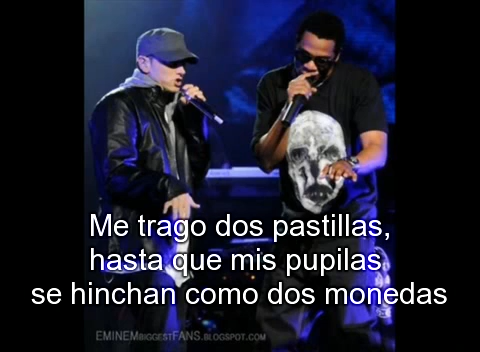 Me trago dos pastillas,
hasta que mis pupilas
se hinchan como dos monedas
EMINEMBIGGESTFANS.BLOGSPOT.COM